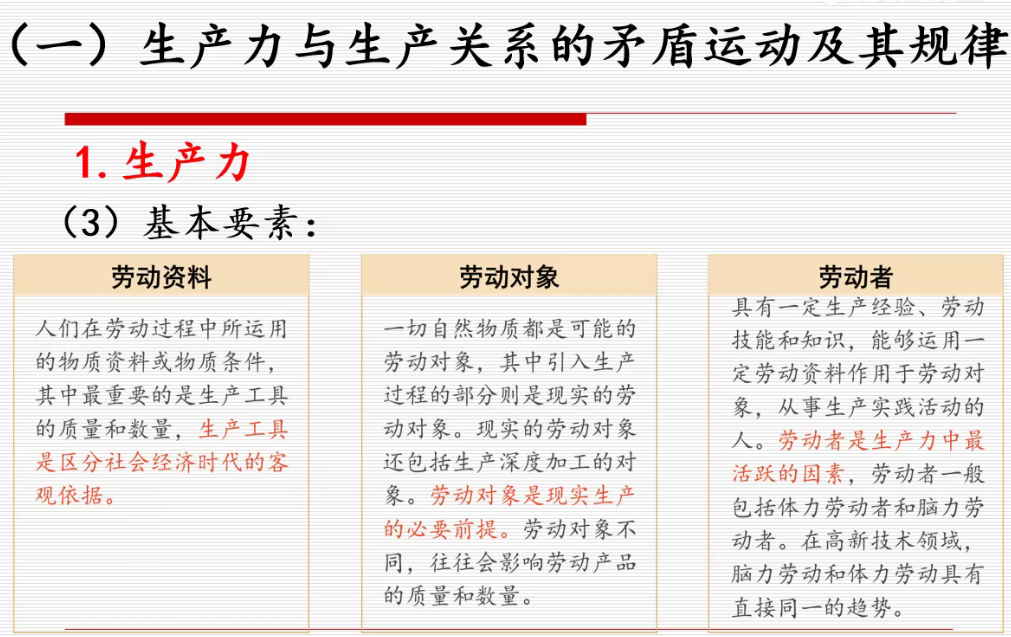 （一）生产力与生产关系的矛盾运动及其规律
1.生产力
（3）基本要素：
劳动资料
人们在劳动过程中所运用
的物质资料或物质条件，
其中最重要的是生产工具
的质量和数量，生产工具
是区分社会经济时代的客
观依据。
劳动对象
一切自然物质都是可能的
劳动对象，其中引入生产
过程的部分则是现实的劳
动对象。现实的劳动对象
还包括生产深度加工的对
象。劳动对象是现实生产
的必要前提。劳动对象不
同，往往会影响劳动产品
的质量和数量。
劳动者
具有一定生产经验、劳动
技能和知识，能够运用一
定劳动资料作用于劳动对
象，从事生产实践活动的
人。劳动者是生产力中最
活跃的因素，劳动者一般
包括体力劳动者和脑力劳
动者。在高新技术领域，
脑力劳动和体力劳动具有
直接同一的趋势。